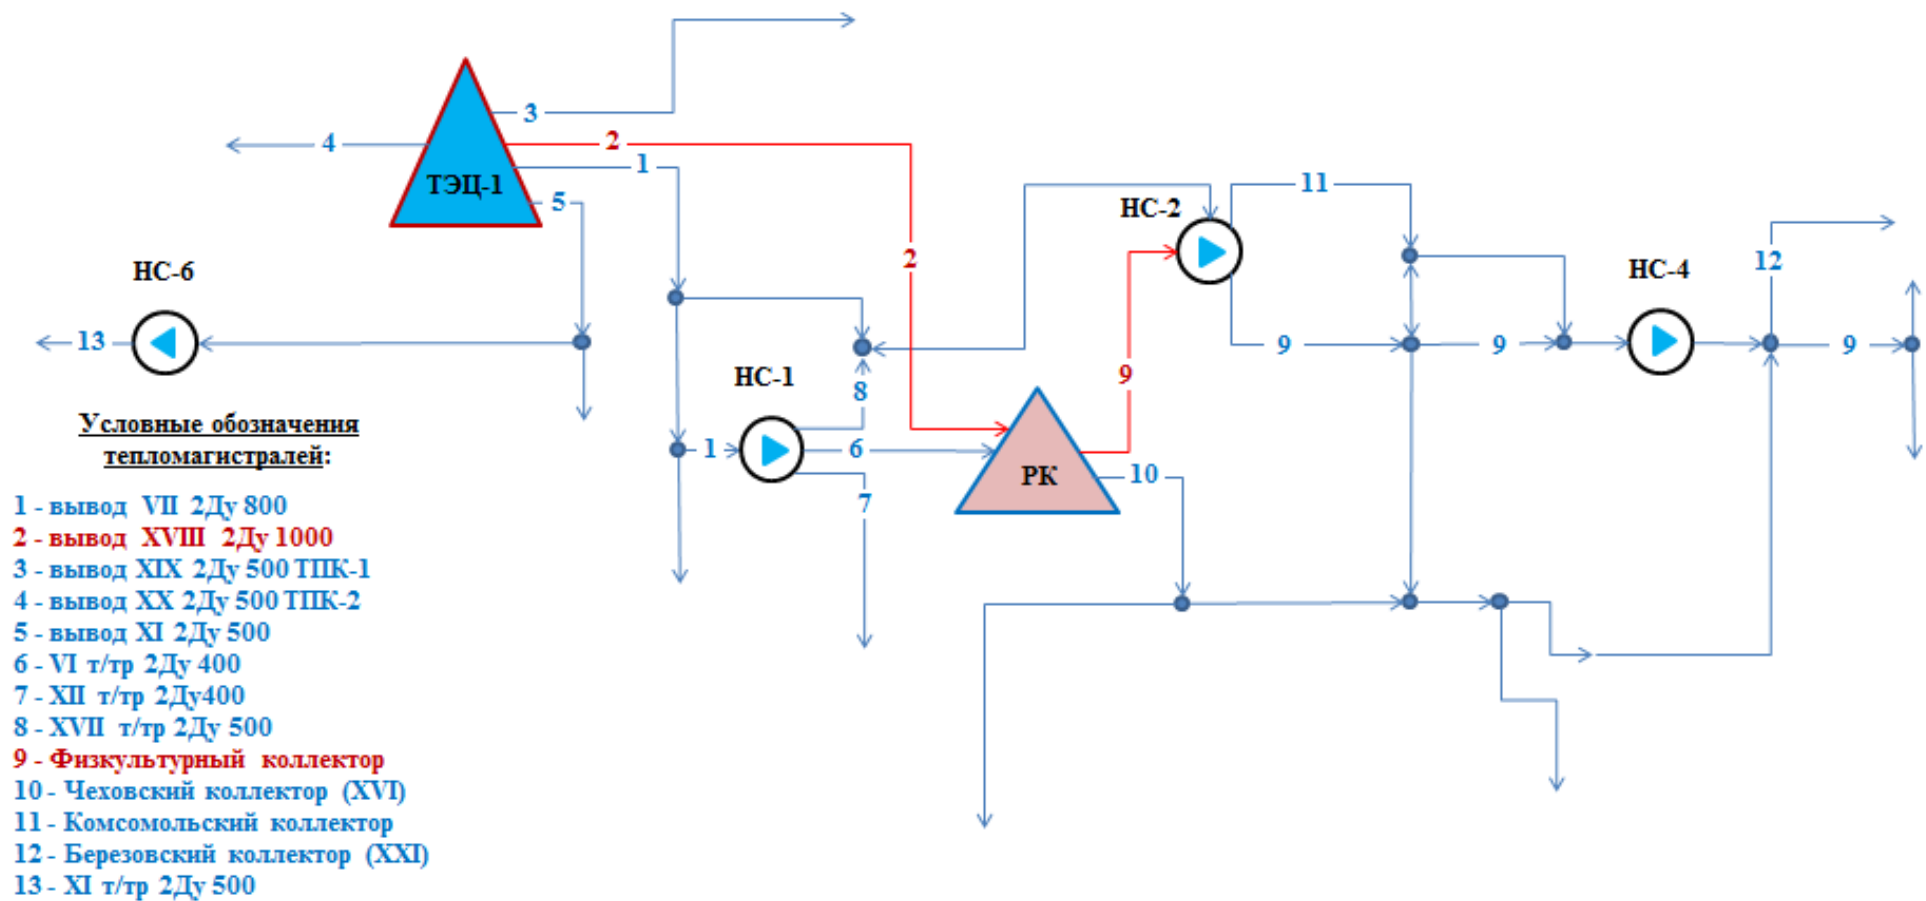 3
2
4
1
ТЭЦ-1
5
11
НС-2
2
12
НС-6
НС-4
13
9
9
9
НС-1
9
8
Условные обозначения
тепломагистралей:
1
6
10
РК
7
1 - вывод VII 2Ду 800
2 - вывод XVIII 2Ду 1000
3 - вывод XIX 2Ду 500 ТПК-1
4 - вывод XX 2Ду 500 ТПК-2
5 - вывод XI 2Ду 500
6 - VI т/тр 2Ду 400
7 - XII т/тр 2Ду400
8 - XVII т/тр 2Ду 500
9 - Физкультурный коллектор
10 - Чеховский коллектор (XVI)
11 - Комсомольский коллектор
12 - Березовский коллектор (XXI)
13 - XI т/тр 2Ду 500